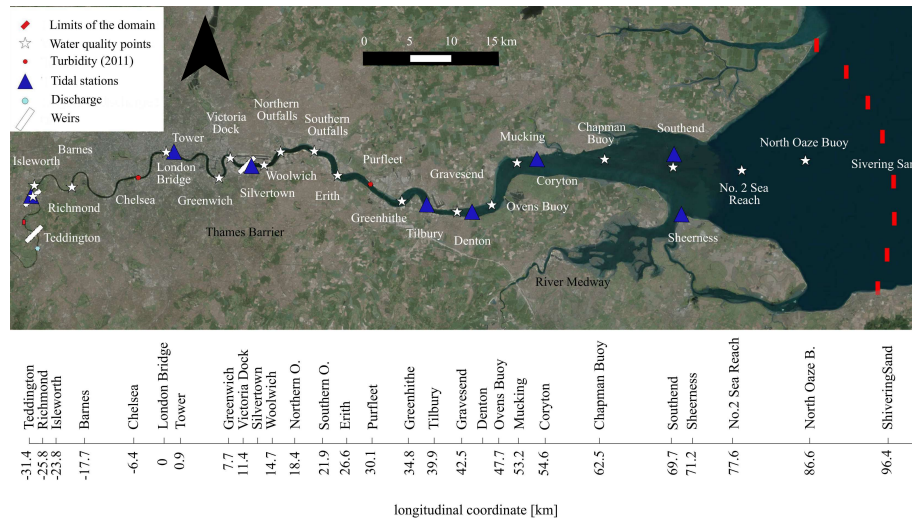 Limits of the domain
Water quality points
Turbidity (2011)
Tidal stations
Discharge
Weirs
0 5 10 15 km
Northern
Outfalls
Victoria
Dock
Southern
Outfalls
Tower
Barnes
Isleworth
London
Bridge
Woolwich
Purfleet
Mucking
Chapman
Buoy
Southend
North Oaze Buoy
Sivering San
Richmond
Chelsea
Greenwich
Silvertown
Erith
Gravesend
Coryton
No. 2 Sea
Reach
Teddington
Thames Barrier
Greenhithe
Tilbury
Ovens Buoy
Denton
Sheerness
River Medway
Teddington
Richmond
Isleworth
Barnes
Chelsea
London Bridge
Tower
Greenwich
Victoria Dock
Silvertown
Woolwich
Northern O.
Southern O.
Erith
Purfleet
Greenhithe
Tilbury
Gravesend
Denton
Ovens Buoy
Mucking
Coryton
Chapman Buoy
Southend
Sheerness
No.2 Sea Reach
North Oaze B.
ShiveringSand
-31.4
-25.8
-23.8
-17.7
-6.4
0
0.9
7.7
11.4
14.7
18.4
21.9
26.6
30.1
34.8
39.9
42.5
47.7
53.2
54.6
62.5
69.7
71.2
77.6
86.6
96.4
longitudinal coordinate [km]